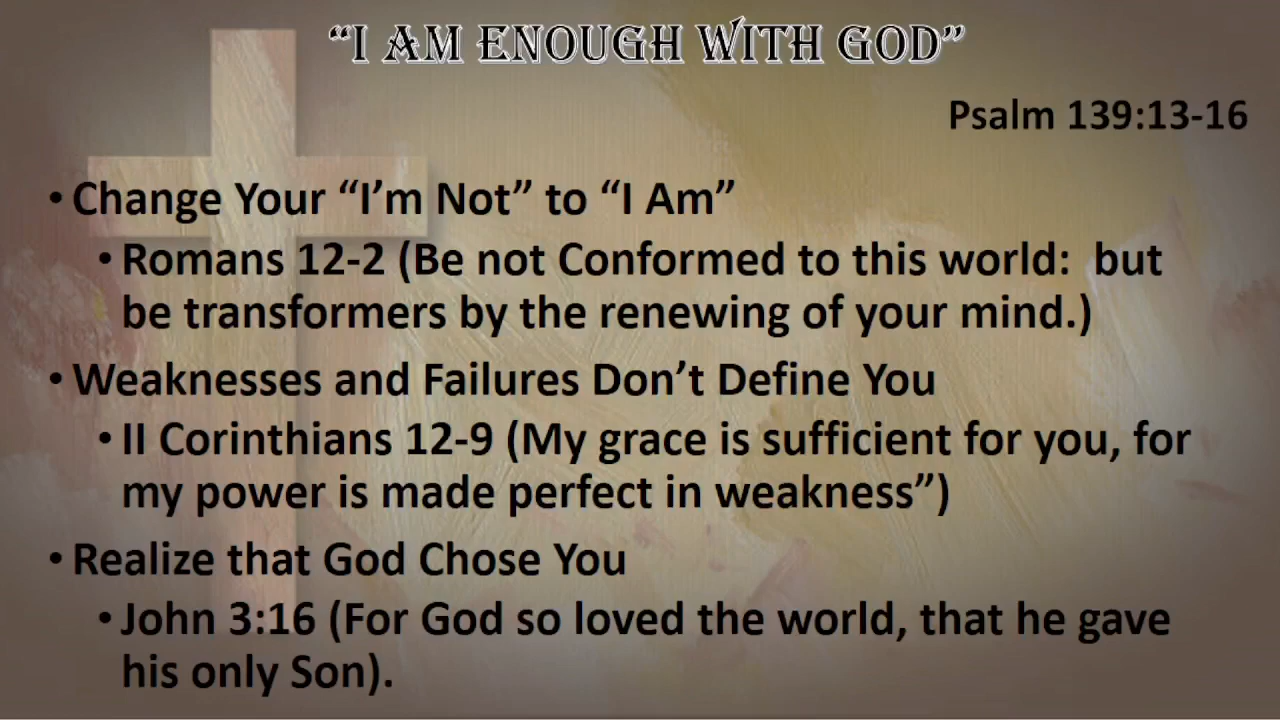 “I AM ENOUGH WITH GOD”
Psalm 139:13-16
• Change Your “I’m Not” to “I Am”
• Romans 12-2 (Be not Conformed to this world:  but
be transformers by the renewing of your mind.)
• Weaknesses and Failures Don’t Define You
• II Corinthians 12-9 (My grace is sufficient for you, for
my power is made perfect in weakness”)
• Realize that God Chose You
• John 3:16 (For God so loved the world, that he gave
his only Son).